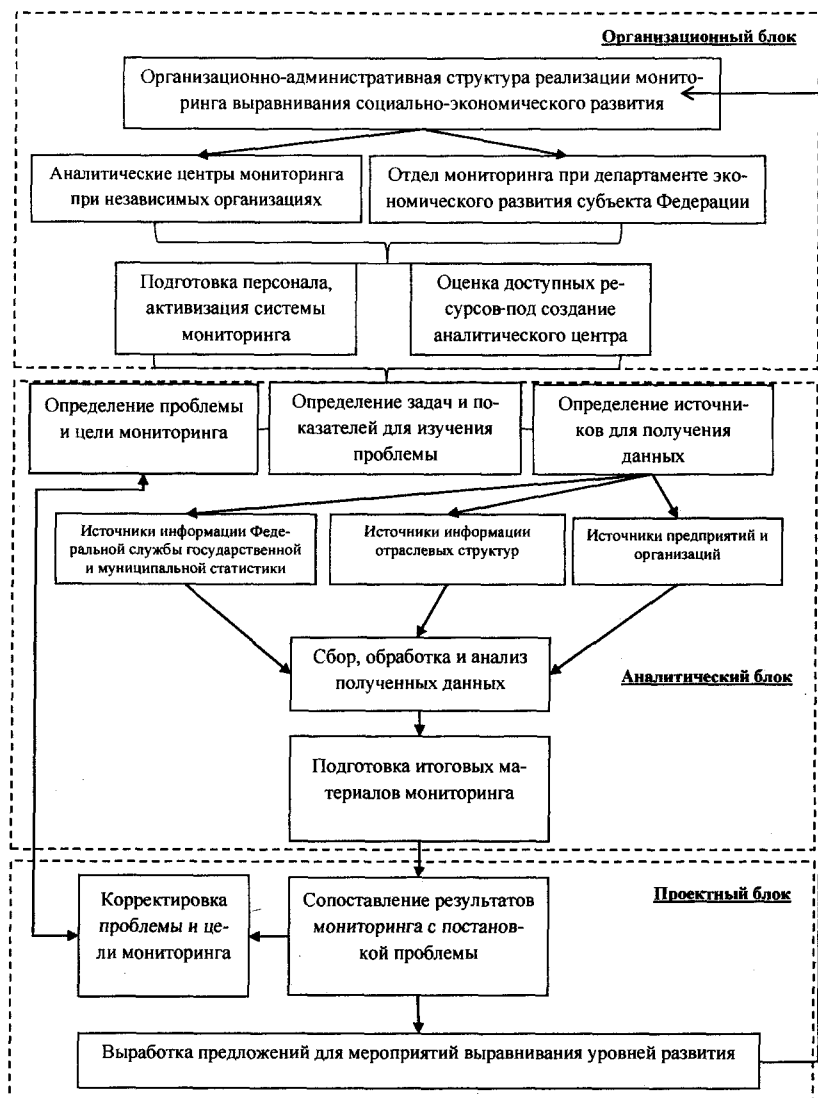 Организационный блок
Организационно-административная структура реализации монито-
ринга выравнивания социально-экономического развития
Аналитические центры мониторинга
при независимых организациях
Отдел мониторинга при департаменте эко-
номического развития субъекта Федерации
Подготовка персонала,
активизация системы
мониторинга
Оценка доступных ре-
сурсов-под создание
аналитического центра
Определение проблемы
и цели мониторинга
Определение задач и по-
казателей для изучения
проблемы
Определение источни-
ков для получения
данных
Источники информации Феде-
ральной службы государственной
и муниципальной статистики
Источники информации
отраслевых структур
Источники предприятий и
организаций
Сбор, обработка и анализ
полученных данных
Аналитический блок
Подготовка итоговых ма-
териалов мониторинга
Проектный блок
Корректировка
проблемы и це-
ли мониторинга
Сопоставление результатов
мониторинга с постанов-
кой проблемы
Выработка предложений для мероприятий выравнивания уровней развития